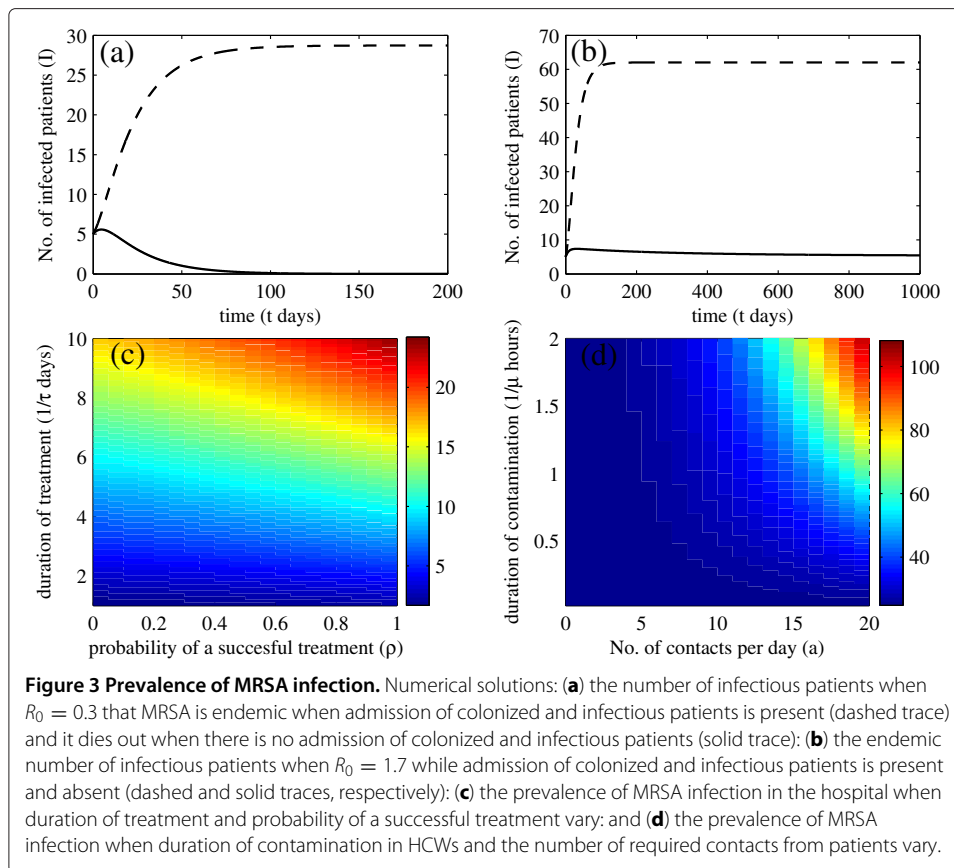 (a)
No. of infected patients (I)
30
25
20
15
10
5
0
0 50 100 150 200
time (t days)
(b)
No. of infected patients (I)
70
60
50
40
30
20
10
0
0 200 400 600 800 1000
time (t days)
(c)
duration of treatment (1/τ days)
10
8
6
4
2
0 0.2 0.4 0.6 0.8 1
probability of a succesful treatment (ρ)
20
15
10
5
(d)
duration of contamination (1/μ hours)
2
1.5
1
0.5
0 5 10 15 20
No. of contacts per day (a)
100
80
60
40
Figure 3 Prevalence of MRSA infection. Numerical solutions: (a) the number of infectious patients when
R0 = 0.3 that MRSA is endemic when admission of colonized and infectious patients is present (dashed trace)
and it dies out when there is no admission of colonized and infectious patients (solid trace): (b) the endemic
number of infectious patients when R0 = 1.7 while admission of colonized and infectious patients is present
and absent (dashed and solid traces, respectively): (c) the prevalence of MRSA infection in the hospital when
duration of treatment and probability of a successful treatment vary: and (d) the prevalence of MRSA
infection when duration of contamination in HCWs and the number of required contacts from patients vary.